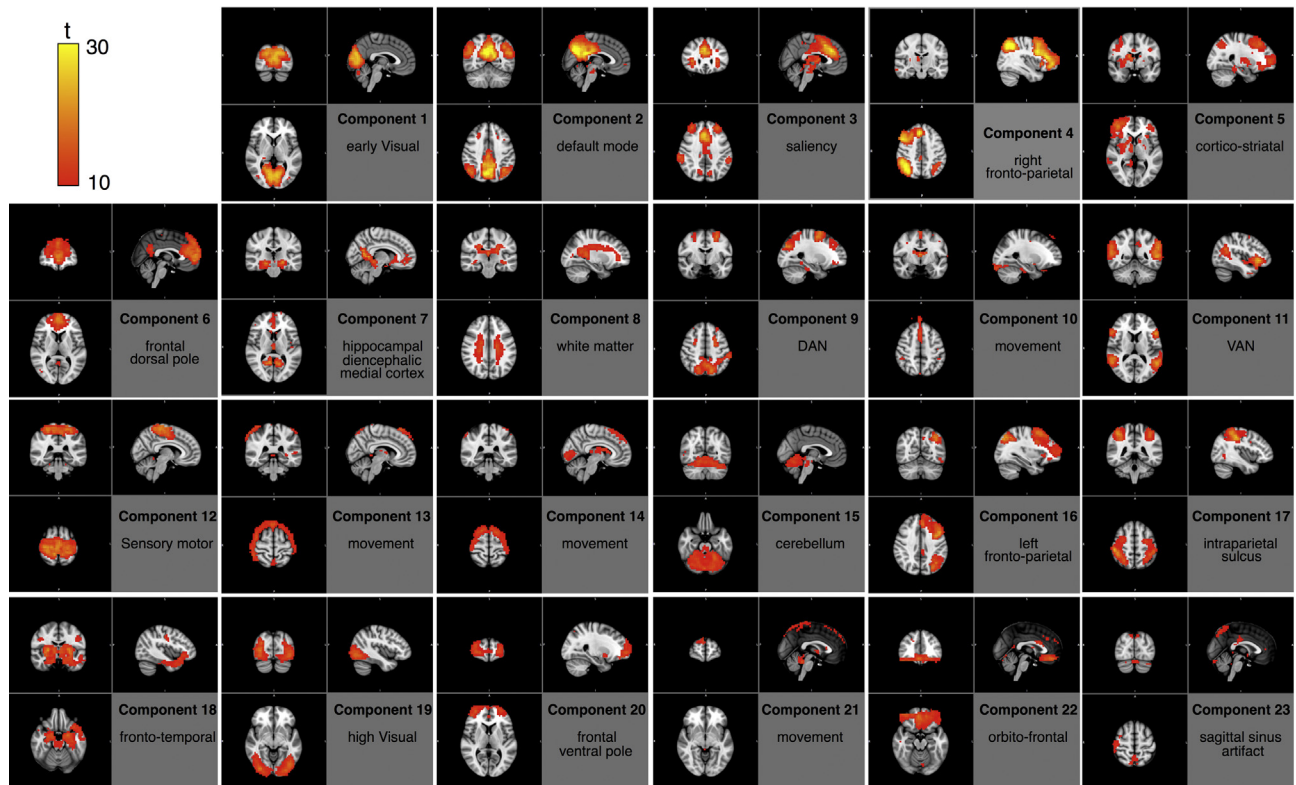 t
30
10
Component 1
early Visual
Component 2
default mode
Component 3
saliency
Component 4
right
fronto-parietal
Component 5
cortico-striatal
Component 6
frontal
dorsal pole
Component 7
hippocampal
diencephalic
medial cortex
Component 8
white matter
Component 9
DAN
Component 10
movement
Component 11
VAN
Component 12
Sensory motor
Component 13
movement
Component 14
movement
Component 15
cerebellum
Component 16
left
fronto-parietal
Component 17
intraparietal
sulcus
Component 18
fronto-temporal
Component 19
high Visual
Component 20
frontal
ventral pole
Component 21
movement
Component 22
orbito-frontal
Component 23
sagittal sinus
artifact